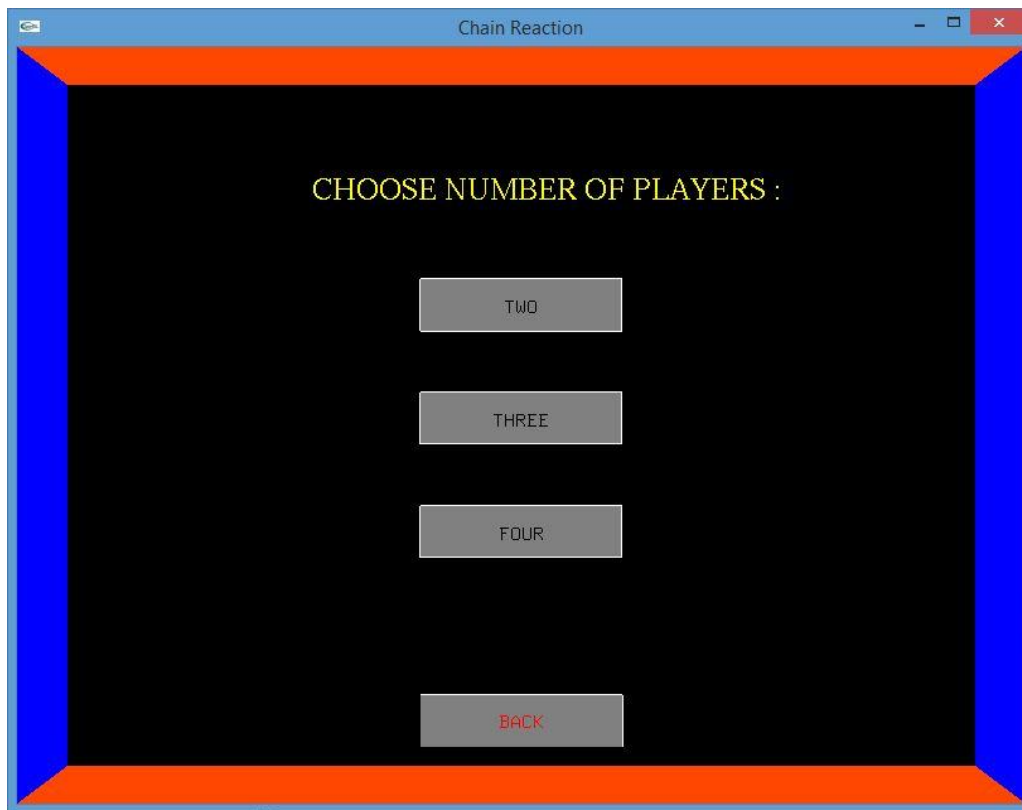 Chain Reaction
CHOOSE NUMBER OF PLAYERS :
TWO
THREE
FOUR
BACK